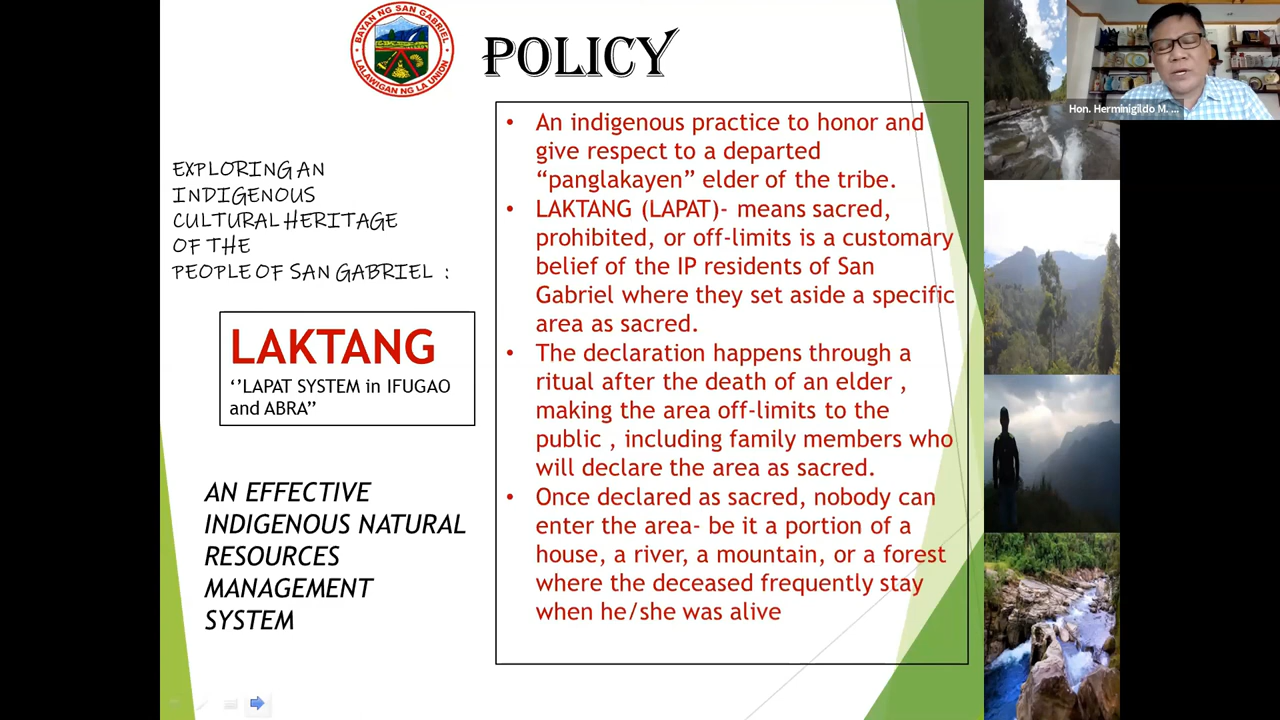 BAYAN NG SAN GABRIEL
LALAWIGAN NG LA UNION
POLICY
Hon. Herminigildo M. ...
EXPLORING AN
INDIGENOUS
CULTURAL HERITAGE
OF THE
PEOPLE OF SAN GABRIEL :
LAKTANG
‘’LAPAT SYSTEM in IFUGAO
and ABRA”
AN EFFECTIVE
INDIGENOUS NATURAL
RESOURCES
MANAGEMENT
SYSTEM
• An indigenous practice to honor and
give respect to a departed
“panglakayen” elder of the tribe.
• LAKTANG (LAPAT)- means sacred,
prohibited, or off-limits is a customary
belief of the IP residents of San
Gabriel where they set aside a specific
area as sacred.
• The declaration happens through a
ritual after the death of an elder ,
making the area off-limits to the
public , including family members who
will declare the area as sacred.
• Once declared as sacred, nobody can
enter the area- be it a portion of a
house, a river, a mountain, or a forest
where the deceased frequently stay
when he/she was alive